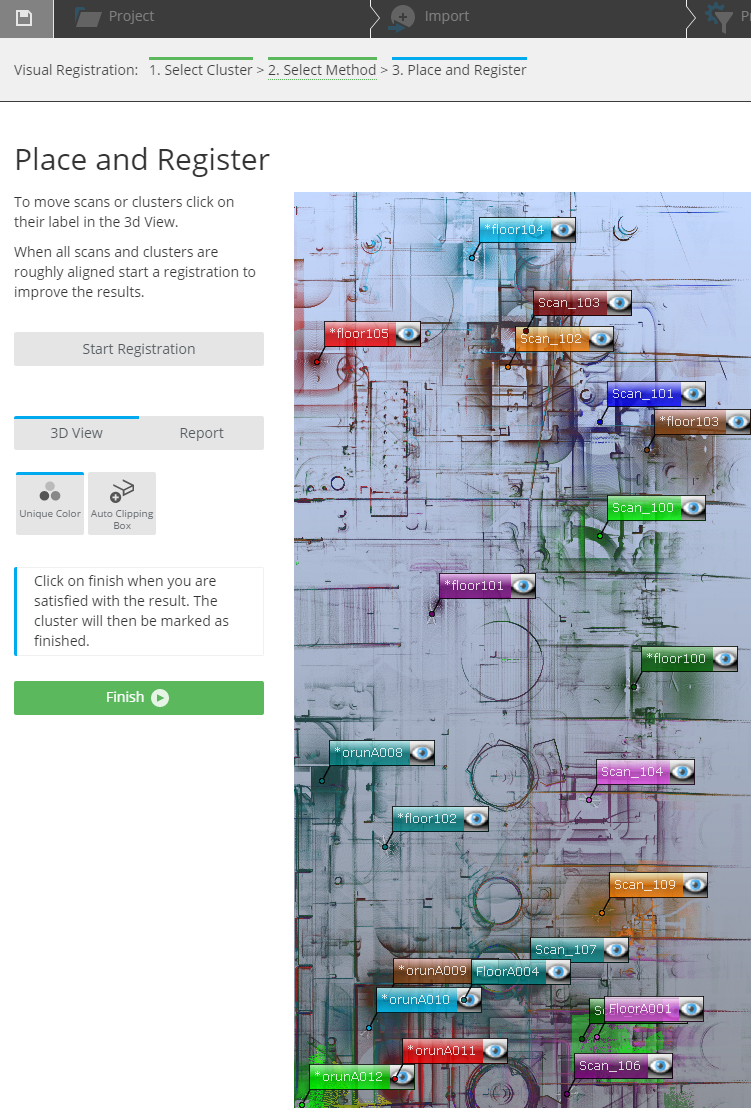 Project
Import
Visual Registration: 1. Select Cluster > 2. Select Method > 3. Place and Register
Place and Register
To move scans or clusters click on
their label in the 3d View.
When all scans and clusters are
roughly aligned start a registration to
improve the results.
Start Registration
3D View
Report
Unique Color
Auto Clipping
Box
Click on finish when you are
satisfied with the result. The
cluster will then be marked as
finished.
Finish
*floor104
Scan_103
*floor105
Scan_102
Scan_101
*floor103
Scan_100
*floor101
*floor100
*orunA008
Scan_104
*floor102
Scan_109
Scan_107
*orunA009
FloorA004
*orunA010
FloorA001
*orunA011
Scan_106
*orunA012